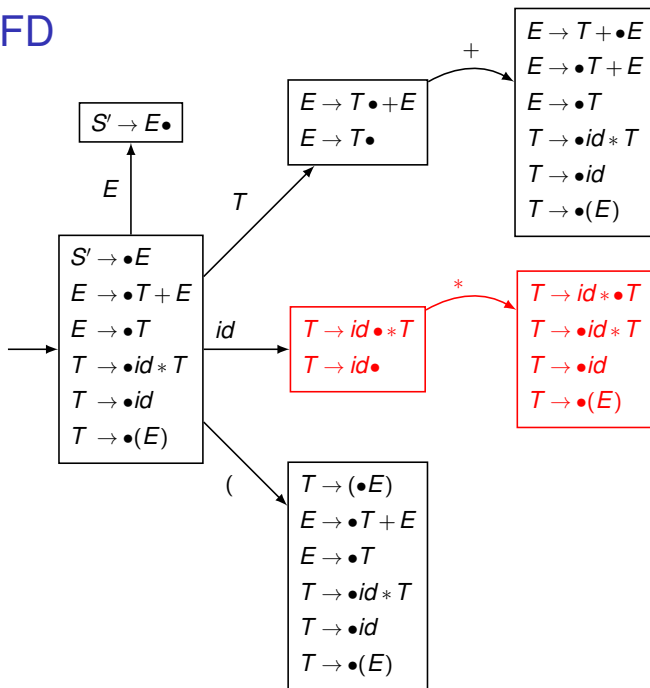 FD
S′ → E●
E
S′ → ●E
E → ●T + E
E → ●T
T → ●id ∗ T
T → ●id
T → ●(E)
T
E → T ● +E
E → T●
+
E → T + ●E
E → ●T + E
E → ●T
T → ●id ∗ T
T → ●id
T → ●(E)
id
T → id ● ∗T
T → id●
*
T → id ∗ ●T
T → ●id ∗ T
T → ●id
T → ●(E)
(
T → (●E)
E → ●T + E
E → ●T
T → ●id ∗ T
T → ●id
T → ●(E)